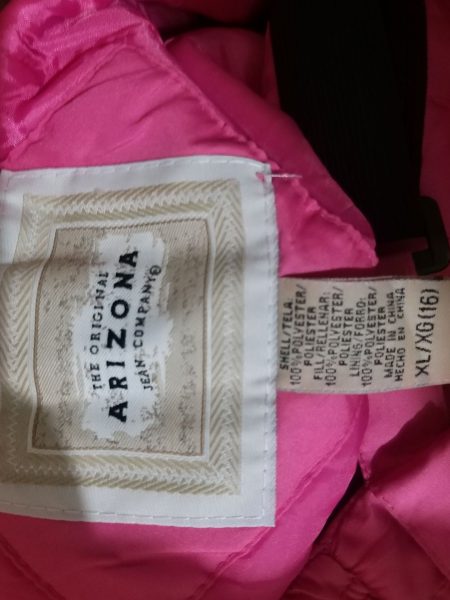 THE ORIGINAL
ARIZONA
JEAN COMPANY®
SHELL/TELA:
100% POLYESTER/
POLIESTER
FILL/RELLENAR:
100% POLYESTER/
POLIESTER
LINING/FORRO:
100% POLYESTER/
POLIESTER
MADE IN CHINA
HECHO EN CHINA
XL/XG(16)